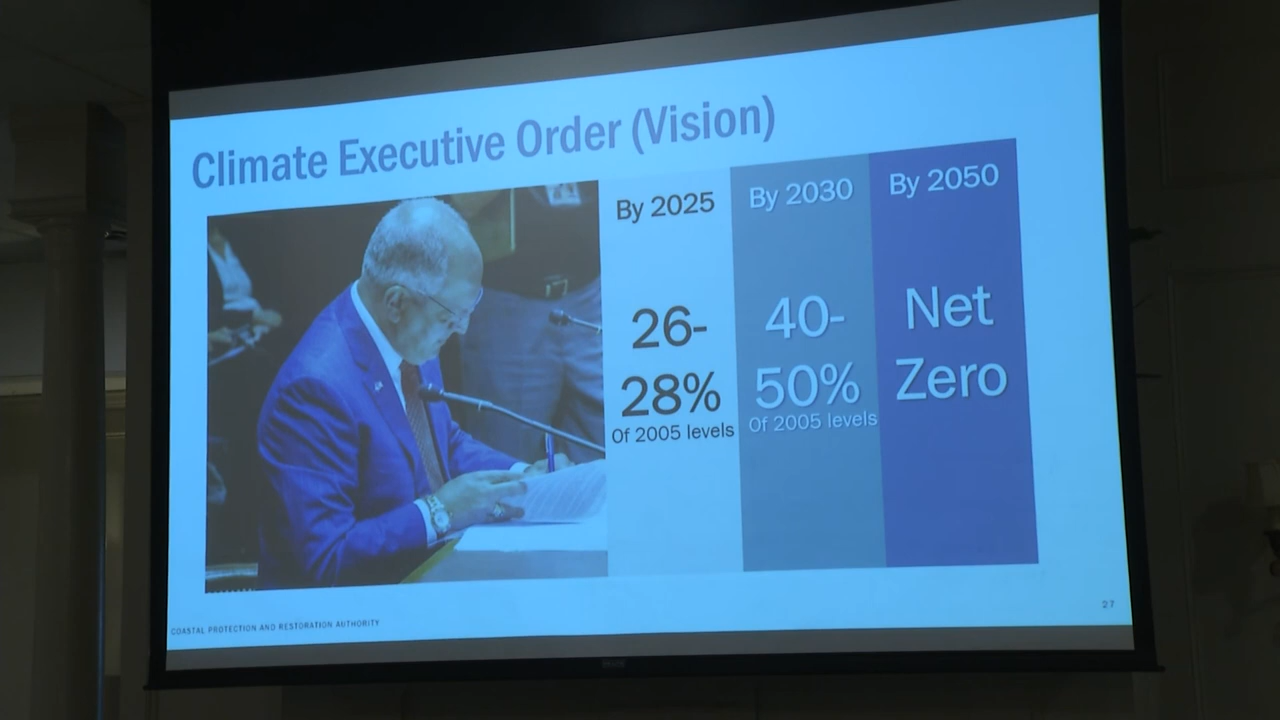 Climate Executive Order (Vision)
By 2025
26-
28%
Of 2005 levels
By 2030
40-
50%
Of 2005 levels
By 2050
Net
Zero
COASTAL PROTECTION AND RESTORATION AUTHORITY
27